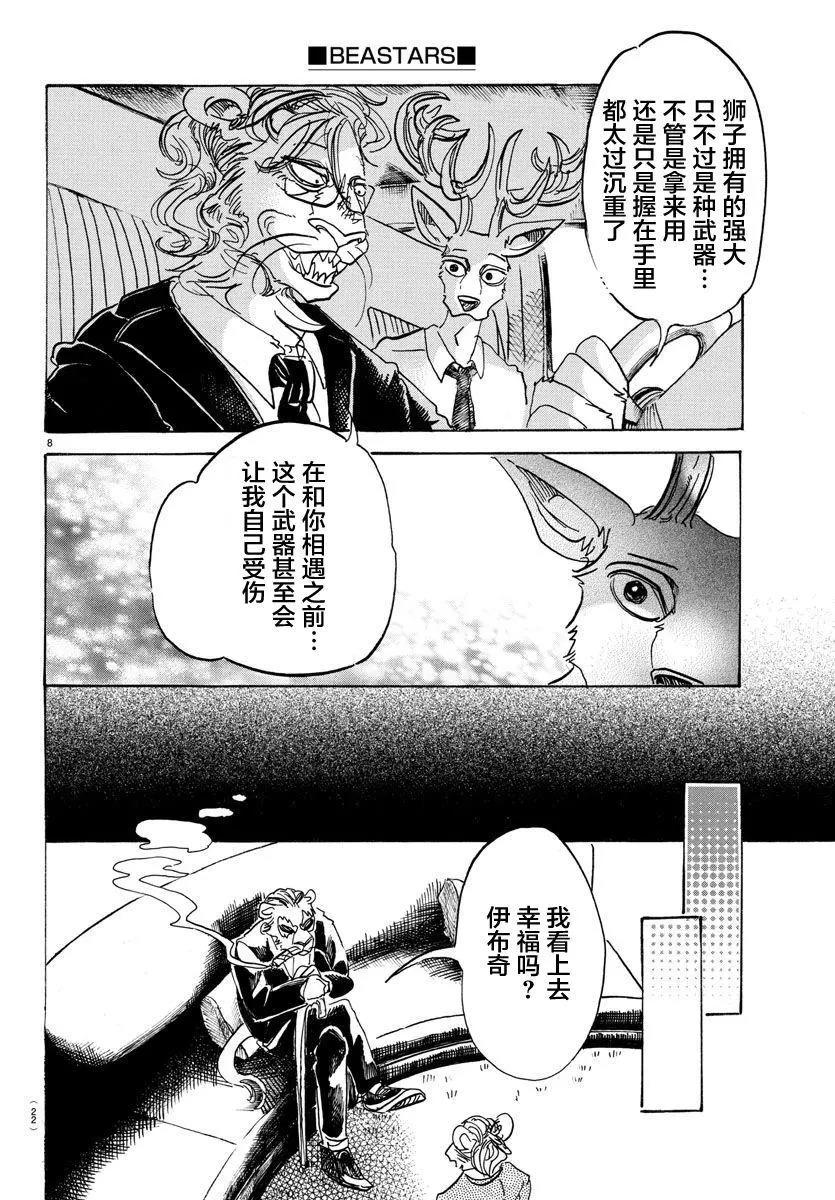 ■BEASTARS■
狮子拥有的强大
只不过是种武器…
不管是拿来用
还是只是握在手里
都太过沉重了
8
在和你相遇之前…
这个武器甚至会
让我自己受伤
我看上去
幸福吗？
伊布奇
（22）